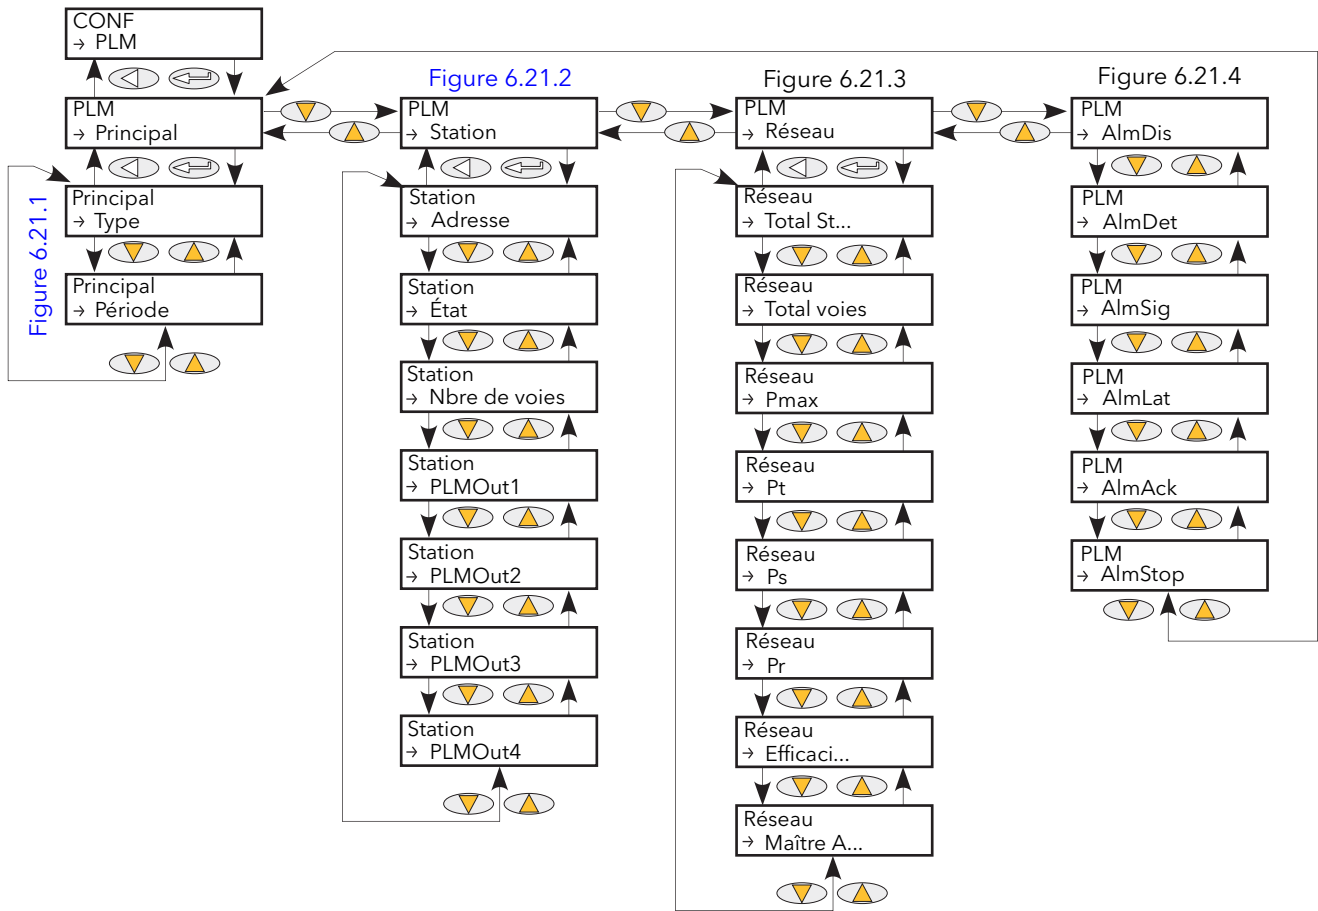 CONF
→ PLM
PLM
→ Principal
Figure 6.21.1
Principal
→ Type
Principal
→ Période
Figure 6.21.2
PLM
→ Station
Station
→ Adresse
Station
→ État
Station
→ Nbre de voies
Station
→ PLMOut1
Station
→ PLMOut2
Station
→ PLMOut3
Station
→ PLMOut4
Figure 6.21.3
PLM
→ Réseau
Réseau
→ Total St...
Réseau
→ Total voies
Réseau
→ Pmax
Réseau
→ Pt
Réseau
→ Ps
Réseau
→ Pr
Réseau
→ Efficaci...
Réseau
→ Maître A...
Figure 6.21.4
PLM
→ AlmDis
PLM
→ AlmDet
PLM
→ AlmSig
PLM
→ AlmLat
PLM
→ AlmAck
PLM
→ AlmStop